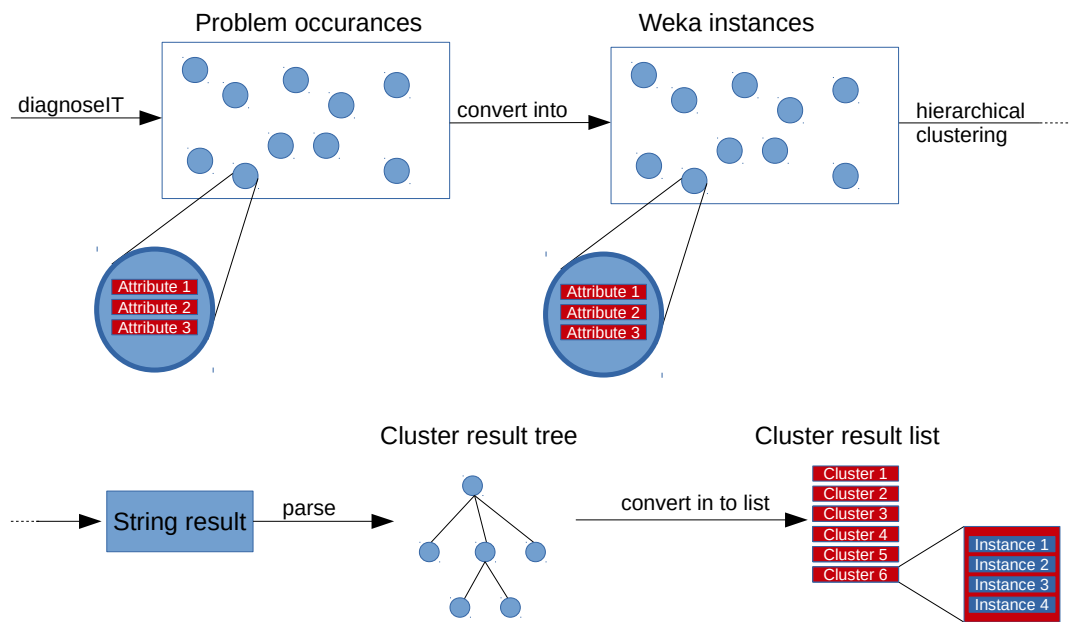 Problem occurances
Weka instances
diagnoseIT
convert into
hierarchical
clustering
Attribute 1
Attribute 2
Attribute 3
Attribute 1
Attribute 2
Attribute 3
Cluster result tree
Cluster result list
String result
parse
convert in to list
Cluster 1
Cluster 2
Cluster 3
Cluster 4
Cluster 5
Cluster 6
Instance 1
Instance 2
Instance 3
Instance 4